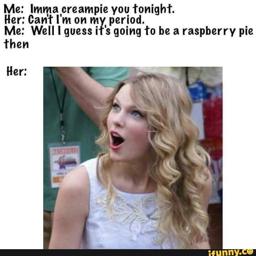 Me: Imma creampie you tonight.
Her: Can't I'm on my period.
Me: Well I guess it's going to be a raspberry pie
then
Her:
ifunny.ce